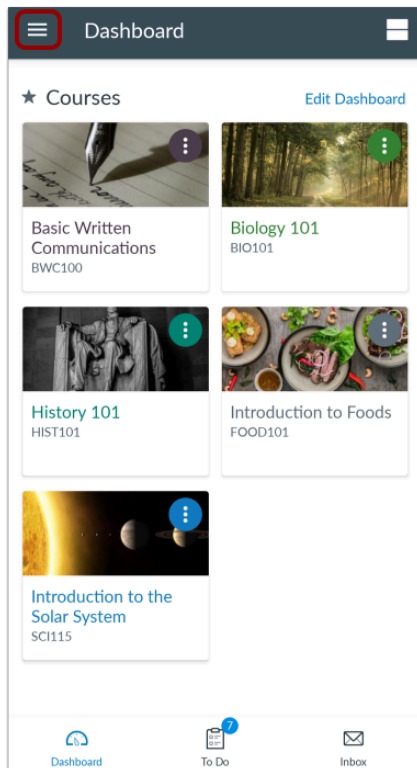 Dashboard
Courses
Edit Dashboard
Basic Written
Communications
BWC100
Biology 101
BIO101
History 101
HIST101
Introduction to Foods
FOOD101
Introduction to the
Solar System
SCI115
7
Dashboard
To Do
Inbox